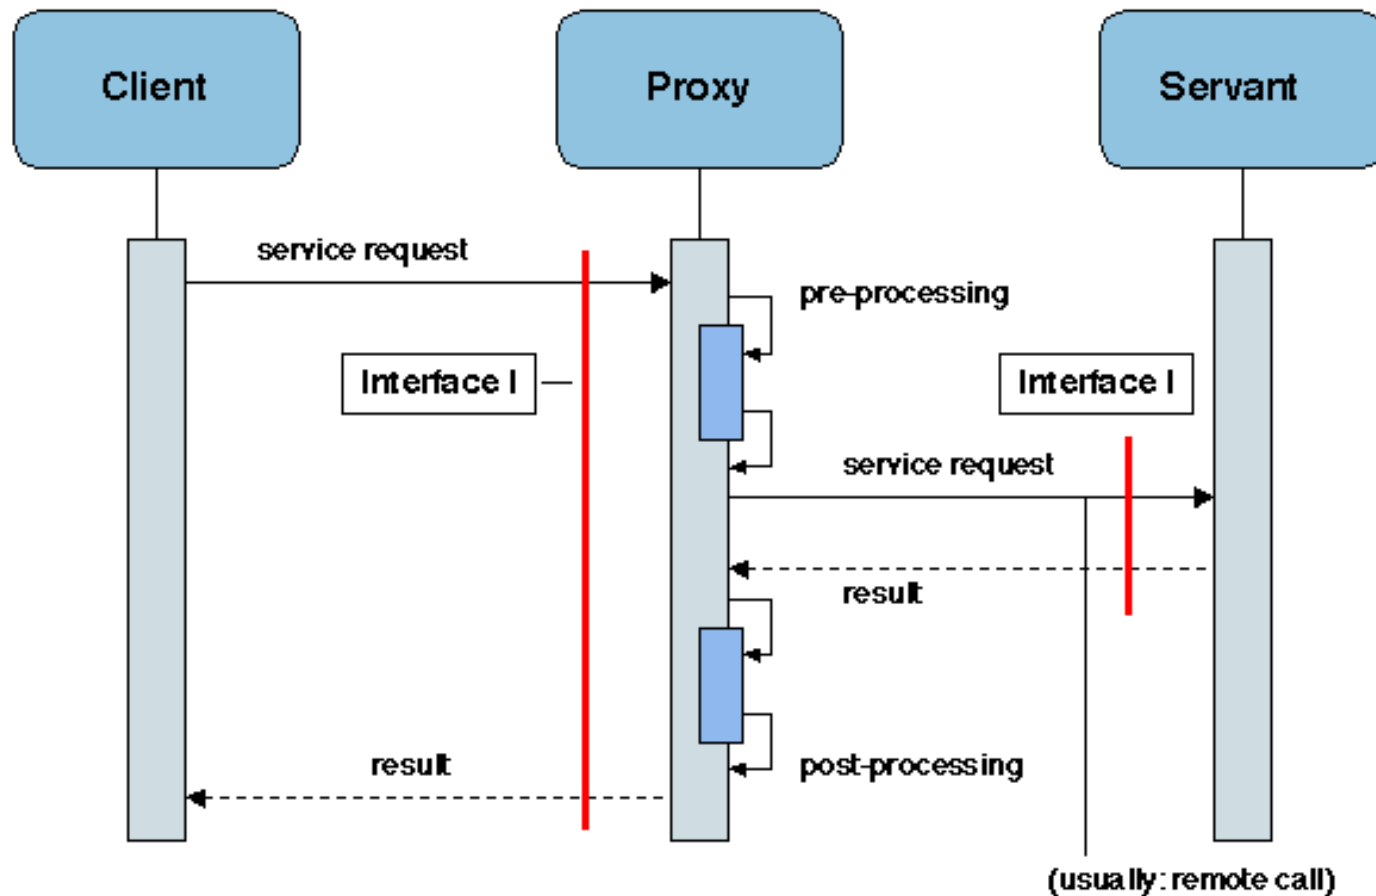 Client
Proxy
Servant
service request
pre-processing
Interface I
Interface I
service request
result
result
post-processing
(usually: remote call)